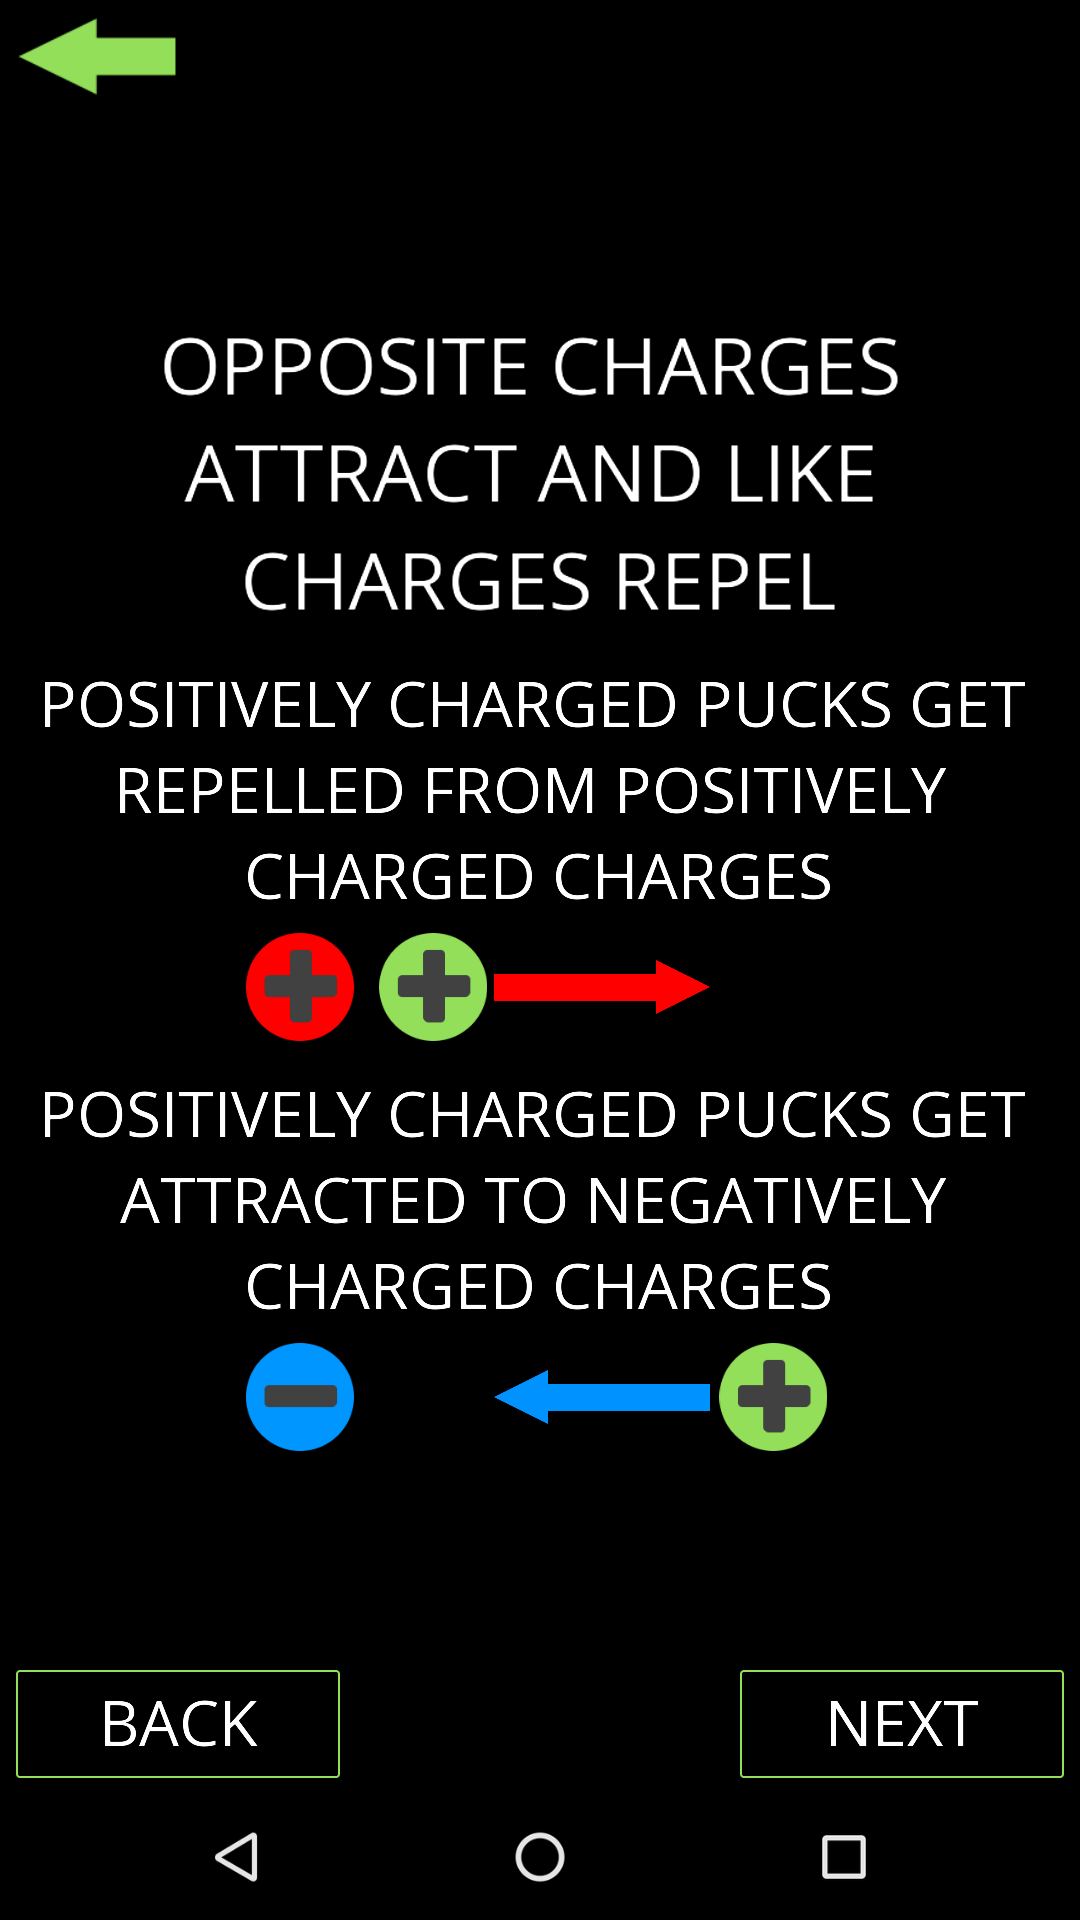 OPPOSITE CHARGES
ATTRACT AND LIKE
CHARGES REPEL
POSITIVELY CHARGED PUCKS GET
REPELLED FROM POSITIVELY
CHARGED CHARGES
POSITIVELY CHARGED PUCKS GET
ATTRACTED TO NEGATIVELY
CHARGED CHARGES
BACK
NEXT